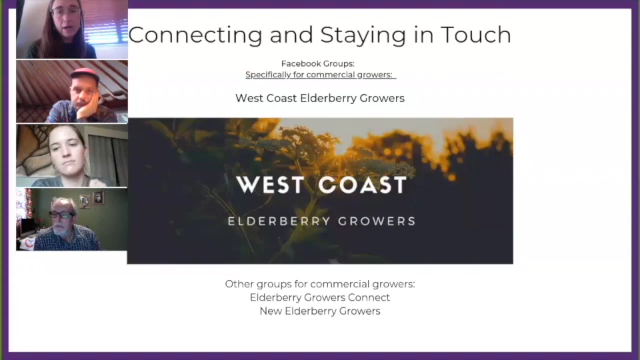 Connecting and Staying in Touch
Facebook Groups:
Specifically for commercial growers:
West Coast Elderberry Growers
WEST COAST
ELDERBERRY GROWERS
Other groups for commercial growers:
Elderberry Growers Connect
New Elderberry Growers